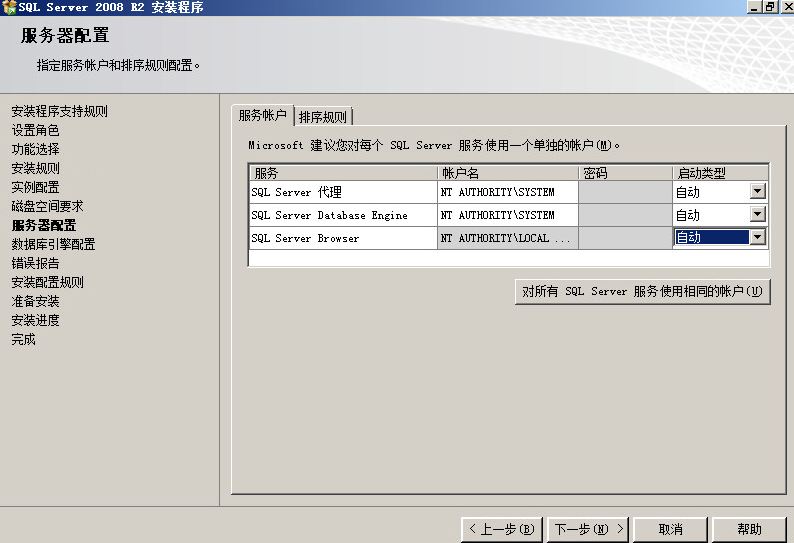 SQL Server 2008 R2 安装程序
服务器配置
指定服务帐户和排序规则配置。
安装程序支持规则
设置角色
功能选择
安装规则
实例配置
磁盘空间要求
服务器配置
数据库引擎配置
错误报告
安装配置规则
准备安装
安装进度
完成
服务帐户 排序规则
Microsoft 建议您对每个 SQL Server 服务使用一个单独的帐户(M)。
服务 帐户名 密码 启动类型
SQL Server 代理 NT AUTHORITY\SYSTEM 自动
SQL Server Database Engine NT AUTHORITY\SYSTEM 自动
SQL Server Browser NT AUTHORITY\LOCAL ... 自动
对所有 SQL Server 服务使用相同的帐户(U)
< 上一步(B) 下一步(N) > 取消 帮助